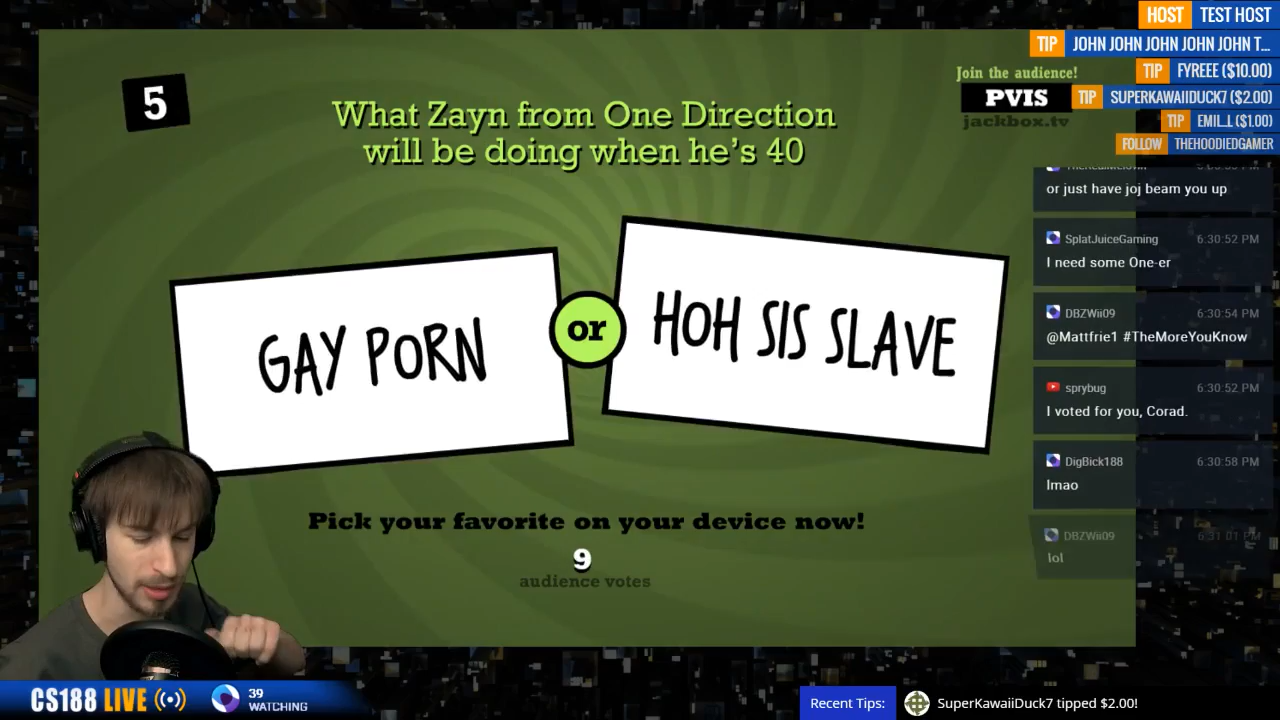 HOST TEST HOST
TIP JOHN JOHN JOHN JOHN JOHN T...
TIP FYREEE ($10.00)
TIP SUPERKAWAIIDUCK7 ($2.00)
TIP EMII_L ($1.00)
FOLLOW THEHOODIEDGAMER
5
What Zayn from One Direction
will be doing when he's 40
Join the audience!
PVIS
jackbox.tv
GAY PORN
or
HOH SIS SLAVE
Pick your favorite on your device now!
9
audience votes
or just have joj beam you up
SplatJuiceGaming 6:30:52 PM
I need some One-er
DBZWii09 6:30:54 PM
@Mattfrie1 #TheMoreYouKnow
sprybug 6:30:52 PM
I voted for you, Corad.
DigBick188 6:30:58 PM
lmao
DBZWii09 6:31:01 PM
lol
CS188 LIVE
39
WATCHING
Recent Tips: SuperKawaiiDuck7 tipped $2.00!